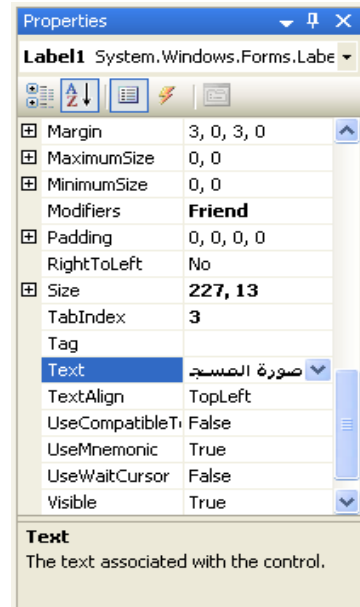 Properties
Label1 System.Windows.Forms.Labe
Margin 3, 0, 3, 0
MaximumSize 0, 0
MinimumSize 0, 0
Modifiers Friend
Padding 0, 0, 0, 0
RightToLeft No
Size 227, 13
TabIndex 3
Tag
Text صورة المسجـ
TextAlign TopLeft
UseCompatibleT False
UseMnemonic True
UseWaitCursor False
Visible True
Text
The text associated with the control.